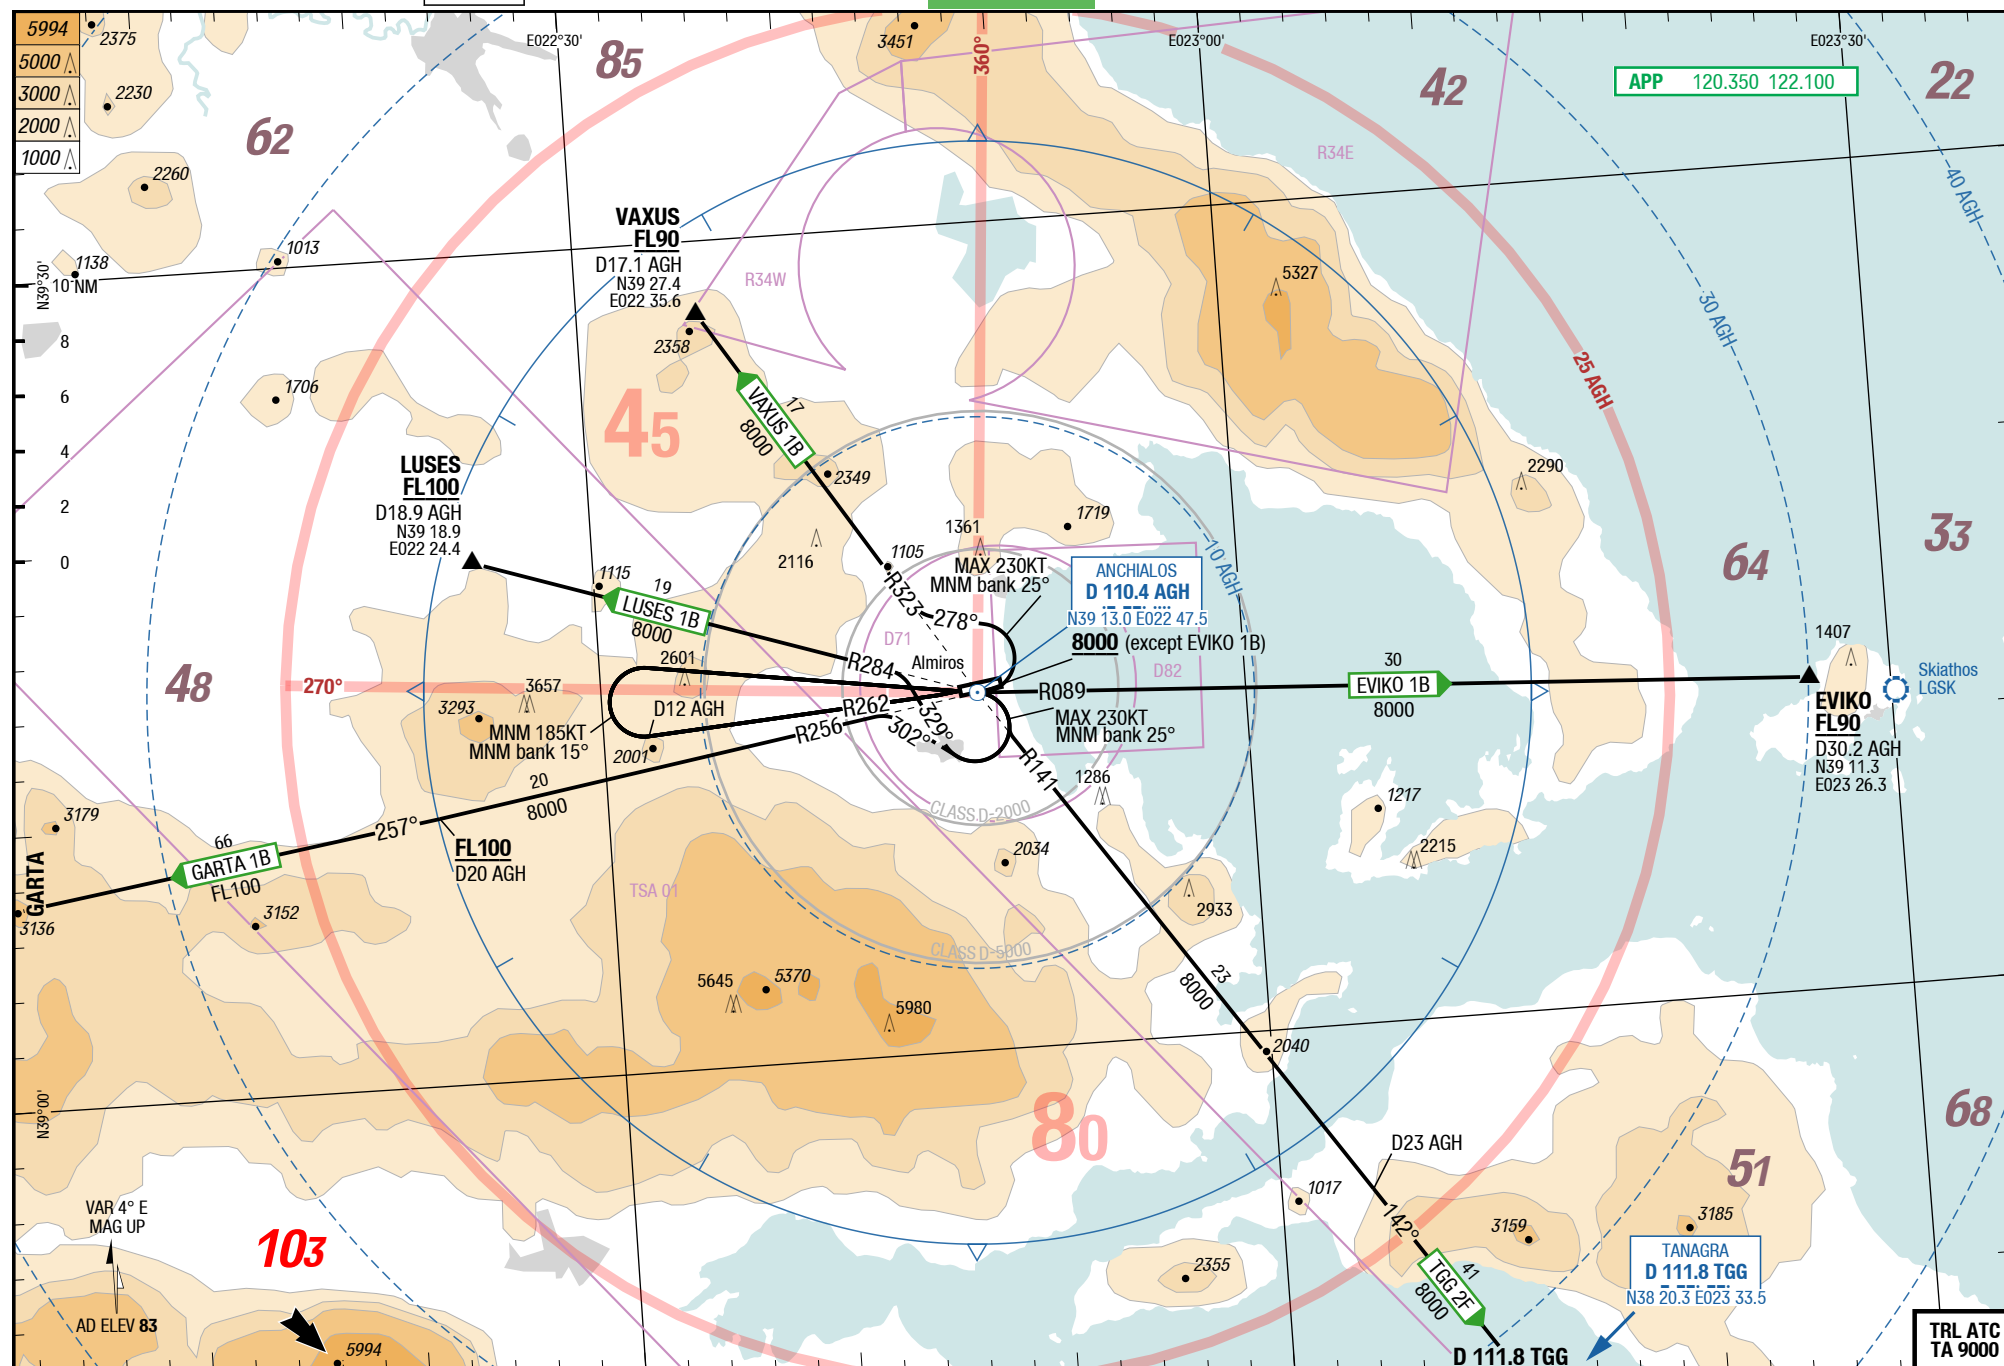 5994
5000
3000
2000
1000
2375
2230
2260
1013
1138
10 NM
N39°30'
8
6
4
2
0
62
85
E022°30'
3451
360°
E023°00'
42
E023°30'
22
APP 120.350 122.100
R34E
40 AGH
30 AGH
25 AGH
VAXUS
FL90
D17.1 AGH
N39 27.4
E022 35.6
R34W
5327
2358
1706
45
17
VAXUS 1B
8000
2349
2290
LUSES
FL100
D18.9 AGH
N39 18.9
E022 24.4
1361
1719
1105
2116
10 AGH
64
33
MAX 230KT
MNM bank 25°
ANCHIALOS
D 110.4 AGH
N39 13.0 E022 47.5
1115
19
LUSES 1B
8000
R323
278°
D71
8000 (except EVIKO 1B)
Almiros
D82
R284
2601
48
270°
3657
3293
D12 AGH
R262
R256
329°
302°
R089
30
EVIKO 1B
8000
1407
Skiathos
LGSK
EVIKO
FL90
D30.2 AGH
N39 11.3
E023 26.3
MNM 185KT
MNM bank 15°
2001
MAX 230KT
MNM bank 25°
R141
1286
1217
20
8000
CLASS D-2000
3179
66
GARTA 1B
FL100
257°
FL100
D20 AGH
2034
2215
GARTA
3136
3152
TSA 01
2933
CLASS D-5000
5645
5370
5980
23
8000
2040
N39°00'
80
68
D23 AGH
51
1017
VAR 4° E
MAG UP
103
142°
3159
3185
2355
41
TGG 2F
8000
TANAGRA
D 111.8 TGG
N38 20.3 E023 33.5
AD ELEV 83
5994
D 111.8 TGG
TRL ATC
TA 9000